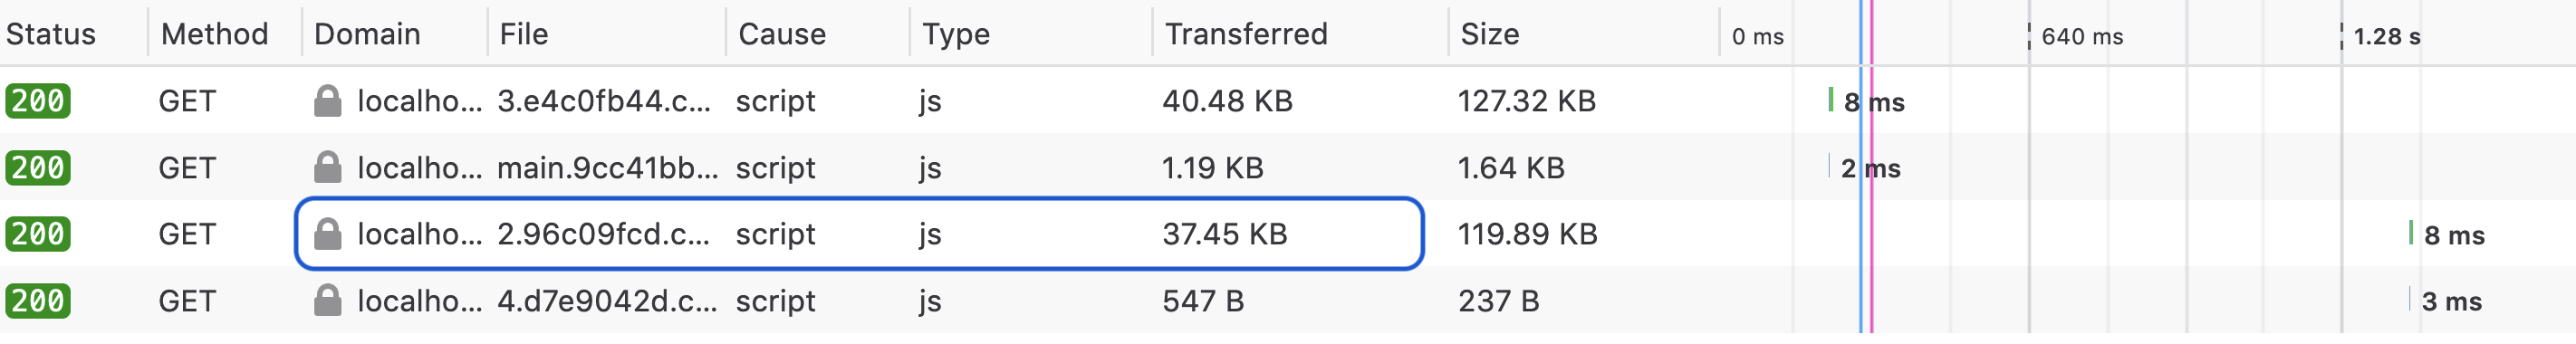 Status Method Domain File Cause Type Transferred Size 0 ms 640 ms 1.28 s
200 GET localho... 3.e4c0fb44.c... script js 40.48 KB 127.32 KB 8 ms
200 GET localho... main.9cc41bb... script js 1.19 KB 1.64 KB 2 ms
200 GET localho... 2.96c09fcd.c... script js 37.45 KB 119.89 KB 8 ms
200 GET localho... 4.d7e9042d.c... script js 547 B 237 B 3 ms